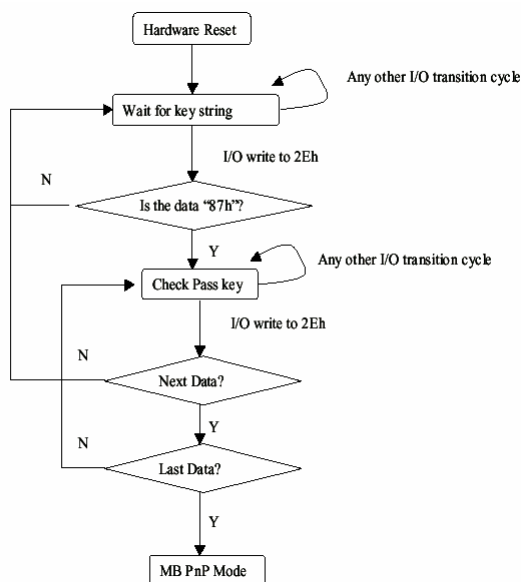 Hardware Reset
Any other I/O transition cycle
Wait for key string
I/O write to 2Eh
N
Is the data “87h”?
Y
Any other I/O transition cycle
Check Pass key
I/O write to 2Eh
N
Next Data?
Y
N
Last Data?
Y
MB PnP Mode